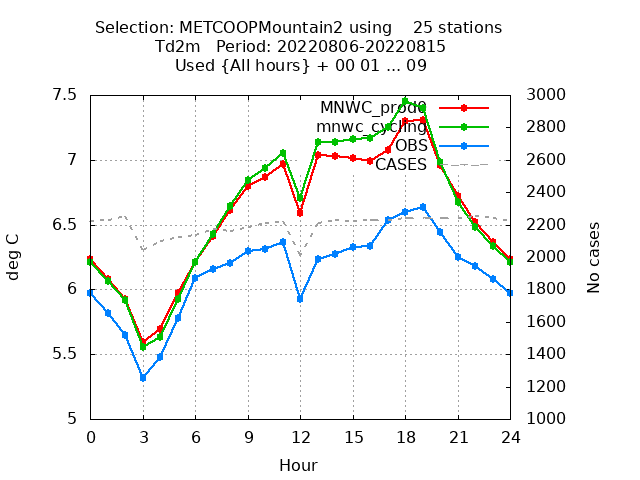 Selection: METCOOPMountain2 using    25 stations
Td2m   Period: 20220806-20220815
Used {All hours} + 00 01 ... 09
7.5 3000
MNWC_prod0
mnwc_cycling 2800
OBS
7 2600
CASES
2400
6.5 2200
deg C No cases
2000
6 1800
1600
5.5 1400
1200
5 1000
0 3 6 9 12 15 18 21 24
Hour